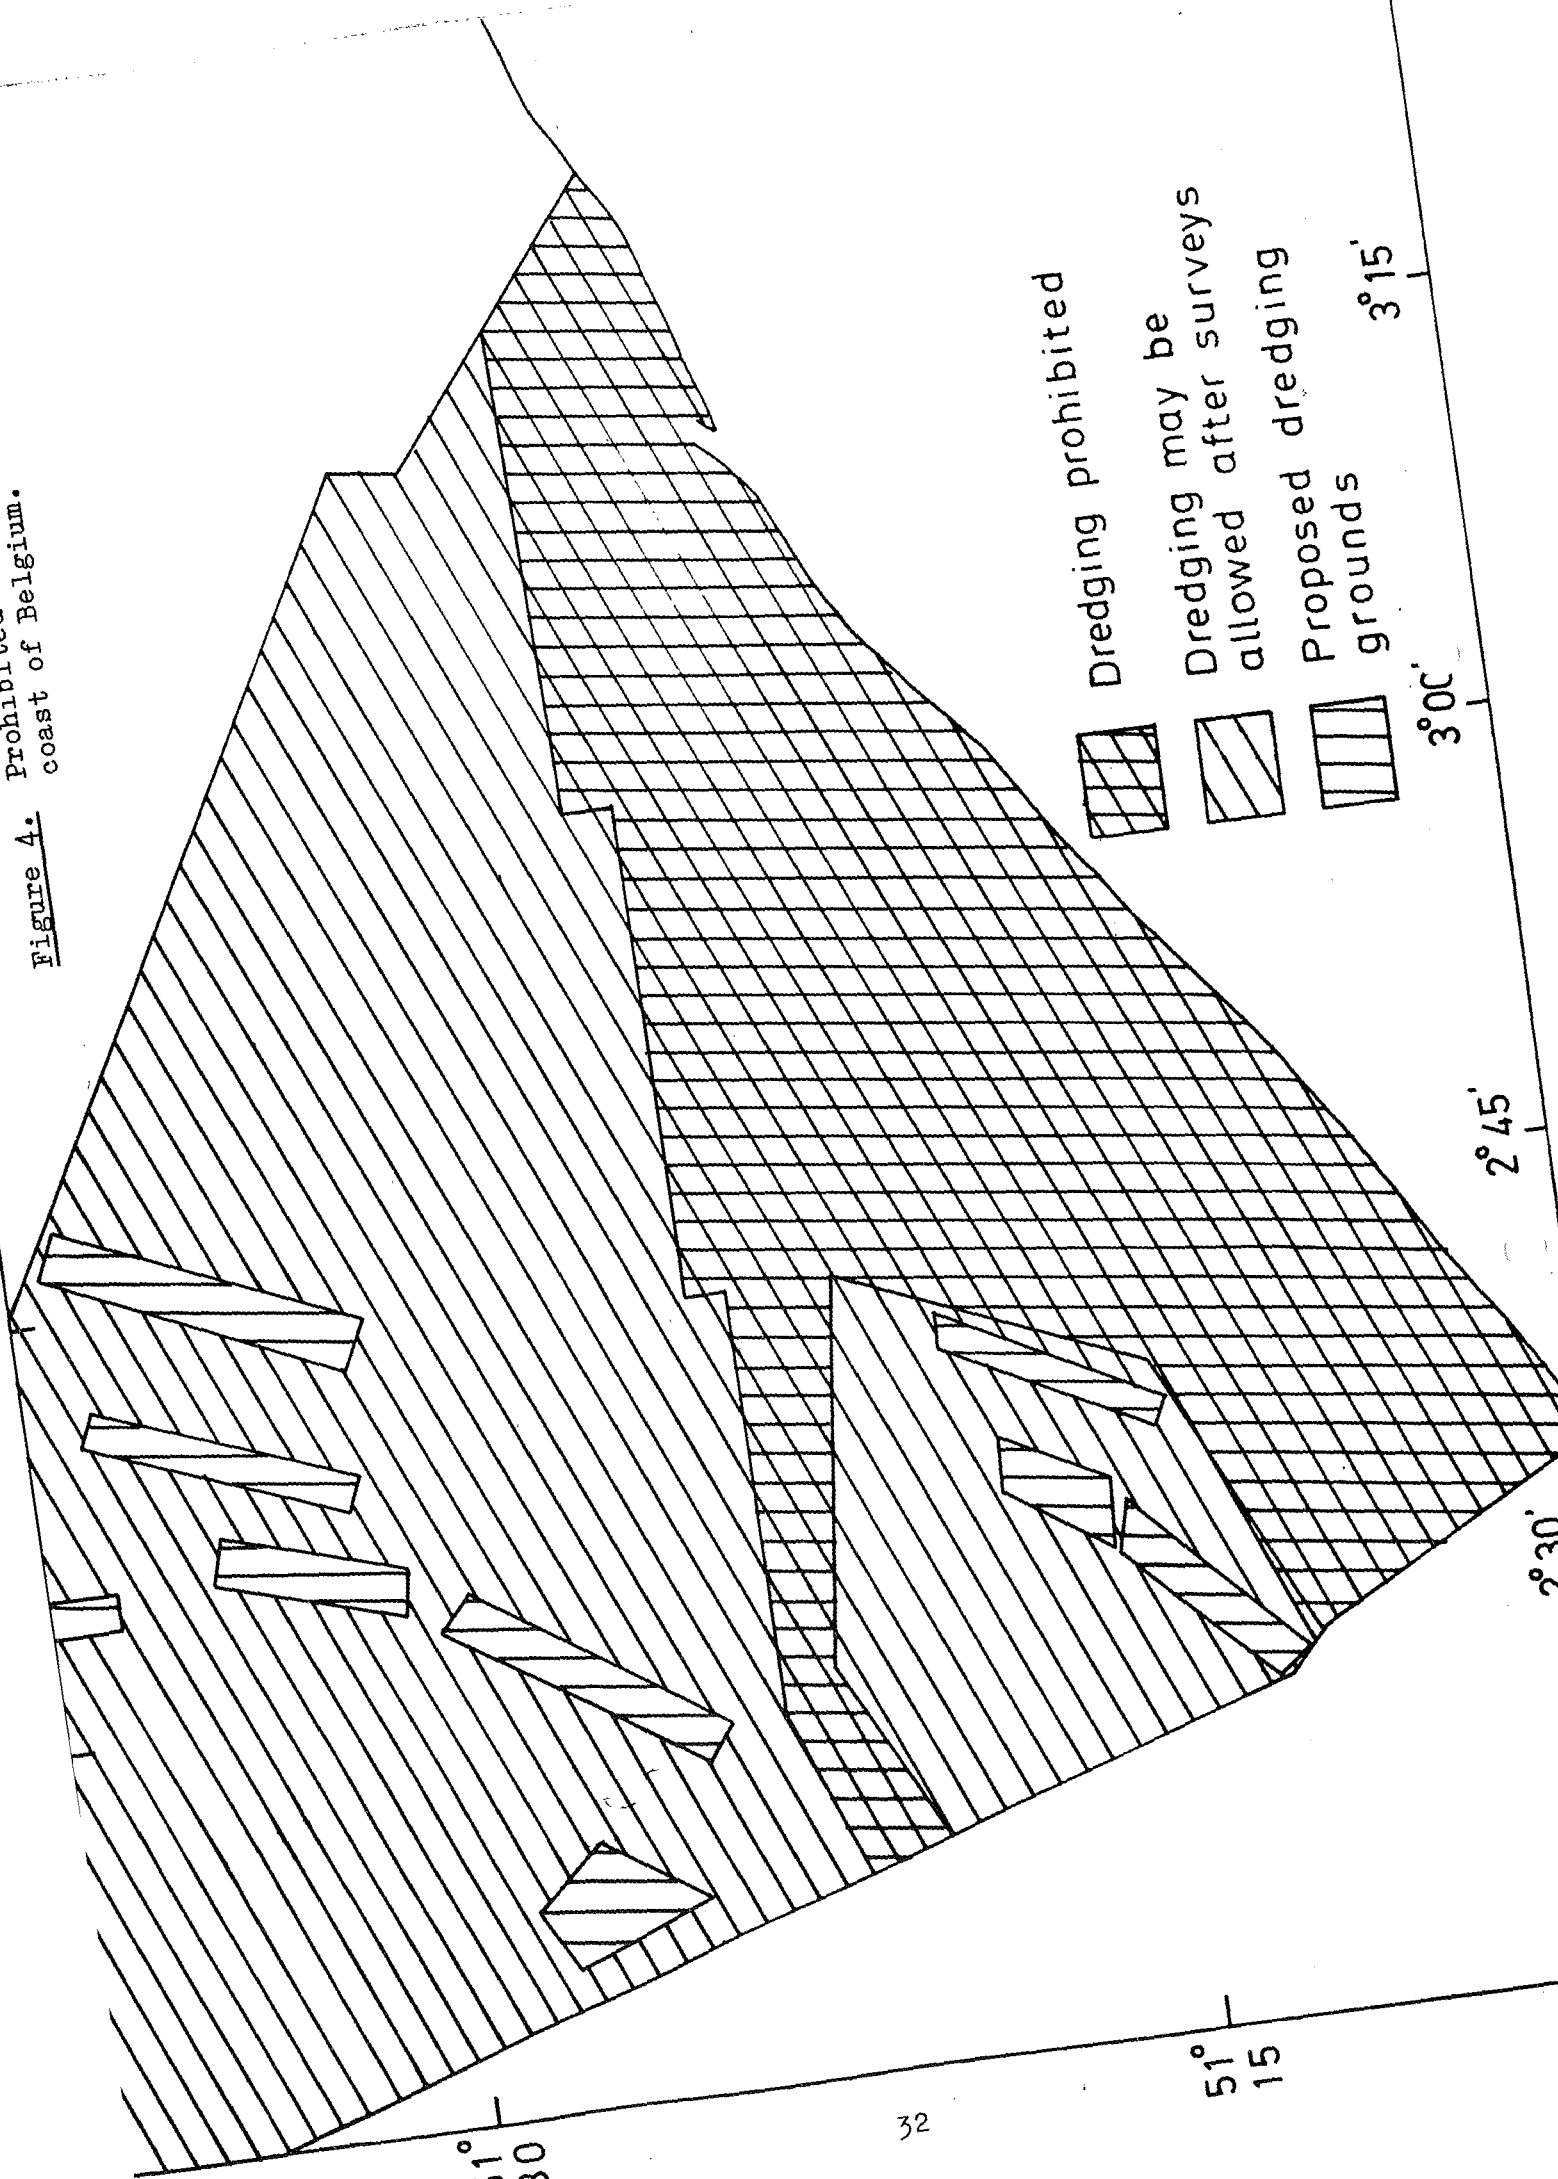 Figure 4. Prohibited
coast of Belgium.
Dredging prohibited
Dredging may be
allowed after surveys
Proposed dredging
grounds
3°15'
3°00'
2°45'
2°30'
51°
15
1°
30
32